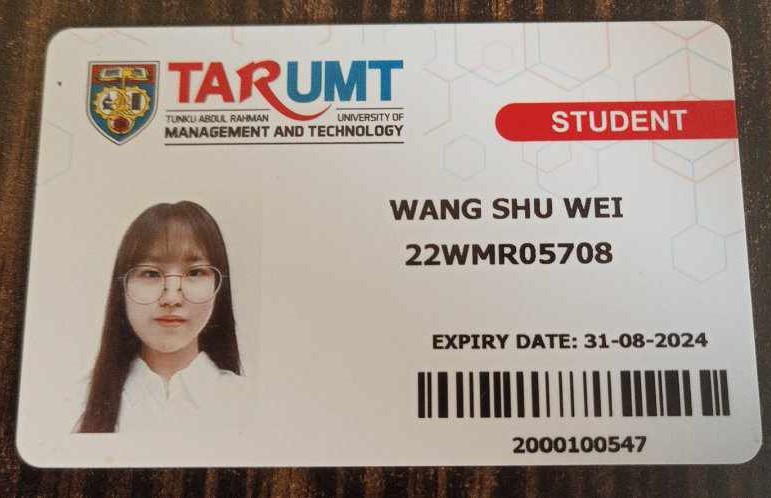 TARUMT
TUNKU ABDUL RAHMAN UNIVERSITY OF
MANAGEMENT AND TECHNOLOGY
STUDENT
WANG SHU WEI
22WMR05708
EXPIRY DATE: 31-08-2024
2000100547